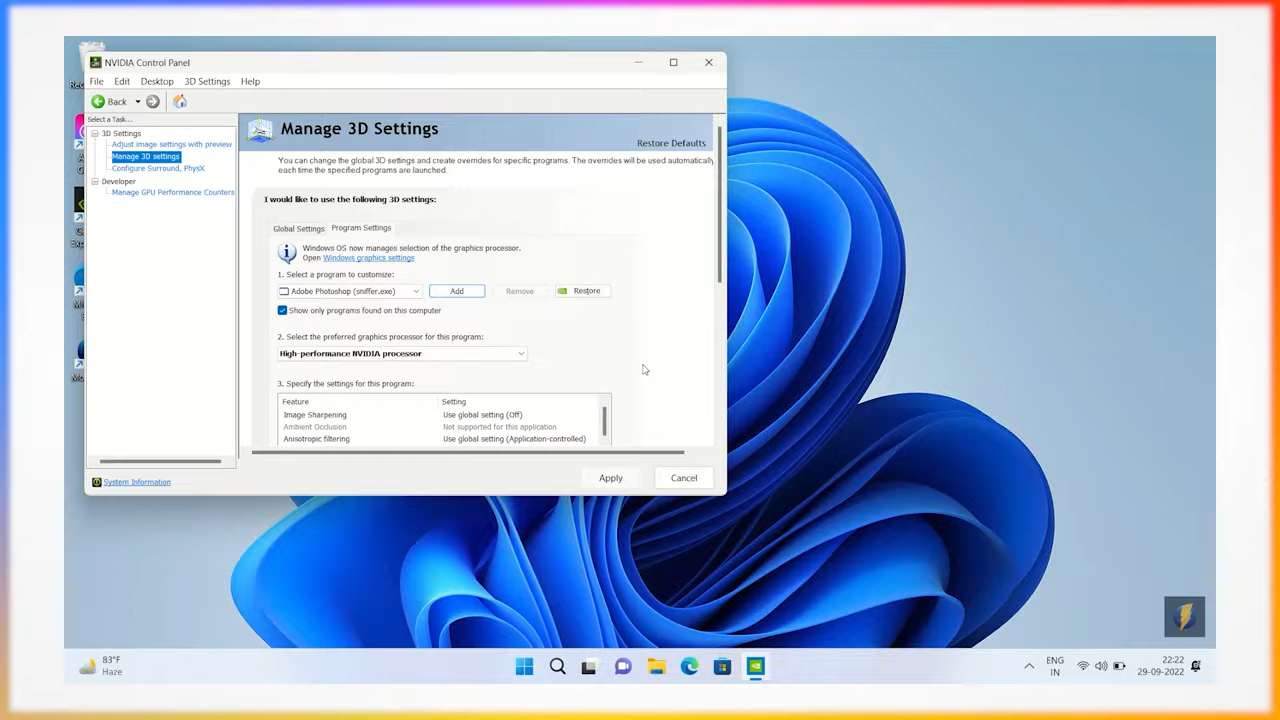 NVIDIA Control Panel
File Edit Desktop 3D Settings Help
Back
Select a Task...
3D Settings
Adjust image settings with preview
Manage 3D settings
Configure Surround, PhysX
Developer
Manage GPU Performance Counters
System Information
Manage 3D Settings
Restore Defaults
You can change the global 3D settings and create overrides for specific programs. The overrides will be used automatically
each time the specified programs are launched.
I would like to use the following 3D settings:
Global Settings Program Settings
Windows OS now manages selection of the graphics processor.
Open Windows graphics settings
1. Select a program to customize:
Adobe Photoshop (sniffer.exe) Add Remove Restore
Show only programs found on this computer
2. Select the preferred graphics processor for this program:
High-performance NVIDIA processor
3. Specify the settings for this program:
Feature Setting
Image Sharpening Use global setting (Off)
Ambient Occlusion Not supported for this application
Anisotropic filtering Use global setting (Application-controlled)
Apply Cancel
83°F
Haze
ENG
IN
22:22
29-09-2022